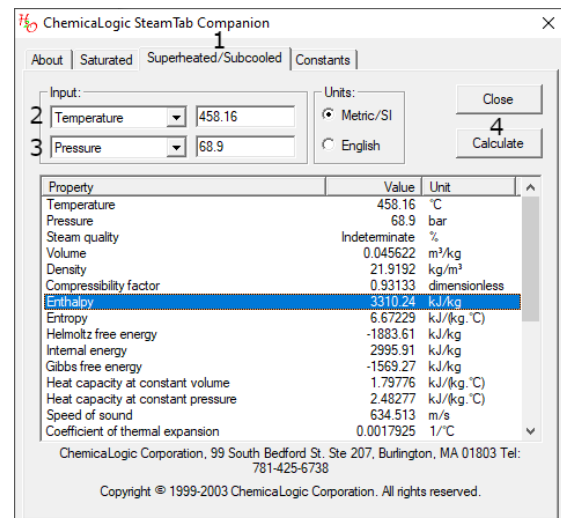 H₂O ChemicaLogic SteamTab Companion
1
About Saturated Superheated/Subcooled Constants
Input: Units:
2 Temperature 458.16 Metric/SI Close
3 Pressure 68.9 English 4 Calculate
Property Value Unit
Temperature 458.16 °C
Pressure 68.9 bar
Steam quality Indeterminate %
Volume 0.045622 m³/kg
Density 21.9192 kg/m³
Compressibility factor 0.93133 dimensionless
Enthalpy 3310.24 kJ/kg
Entropy 6.67229 kJ/(kg.°C)
Helmoltz free energy -1883.61 kJ/kg
Internal energy 2995.91 kJ/kg
Gibbs free energy -1569.27 kJ/kg
Heat capacity at constant volume 1.79776 kJ/(kg.°C)
Heat capacity at constant pressure 2.48277 kJ/(kg.°C)
Speed of sound 634.513 m/s
Coefficient of thermal expansion 0.0017925 1/°C
ChemicaLogic Corporation, 99 South Bedford St. Ste 207, Burlington, MA 01803 Tel:
781-425-6738
Copyright © 1999-2003 ChemicaLogic Corporation. All rights reserved.